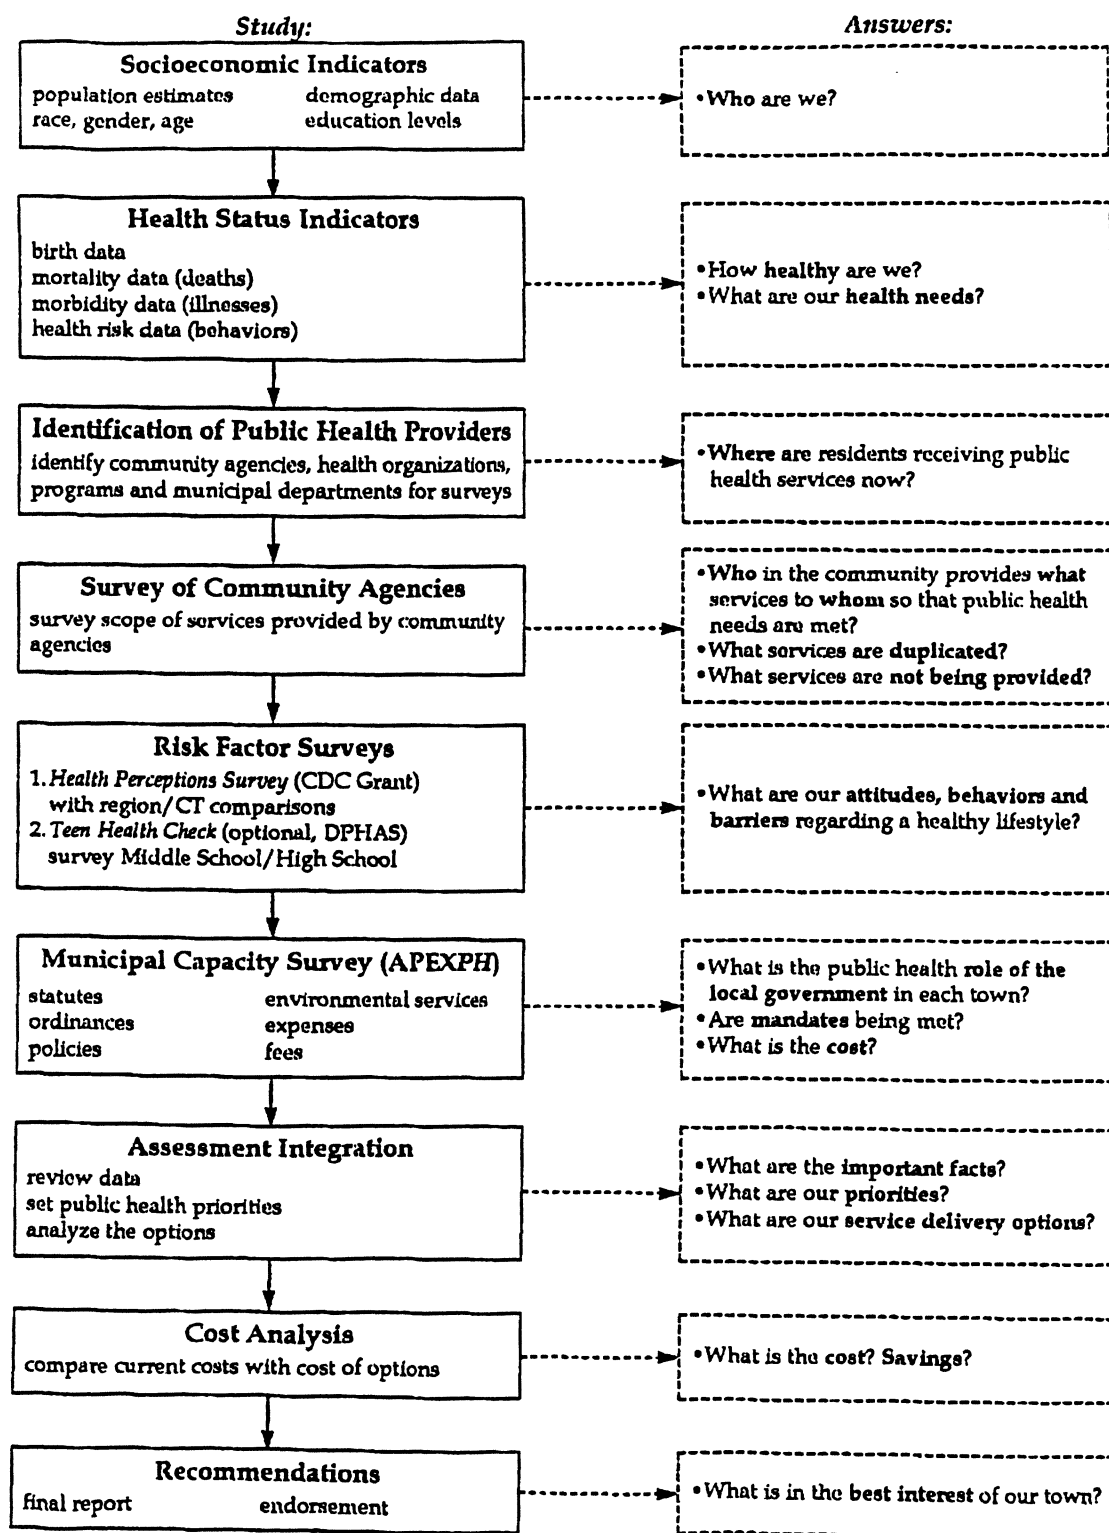 Study:
Answers:
Socioeconomic Indicators
population estimates demographic data
race, gender, age education levels
•Who are we?
Health Status Indicators
birth data
mortality data (deaths)
morbidity data (illnesses)
health risk data (behaviors)
•How healthy are we?
•What are our health needs?
Identification of Public Health Providers
identify community agencies, health organizations,
programs and municipal departments for surveys
•Where are residents receiving public
health services now?
Survey of Community Agencies
survey scope of services provided by community
agencies
•Who in the community provides what
services to whom so that public health
needs are met?
•What services are duplicated?
•What services are not being provided?
Risk Factor Surveys
1. Health Perceptions Survey (CDC Grant)
with region/CT comparisons
2. Teen Health Check (optional, DPHAS)
survey Middle School/High School
•What are our attitudes, behaviors and
barriers regarding a healthy lifestyle?
Municipal Capacity Survey (APEXPH)
statutes environmental services
ordinances expenses
policies fees
•What is the public health role of the
local government in each town?
•Are mandates being met?
•What is the cost?
Assessment Integration
review data
set public health priorities
analyze the options
•What are the important facts?
•What are our priorities?
•What are our service delivery options?
Cost Analysis
compare current costs with cost of options
•What is the cost? Savings?
Recommendations
final report endorsement
•What is in the best interest of our town?